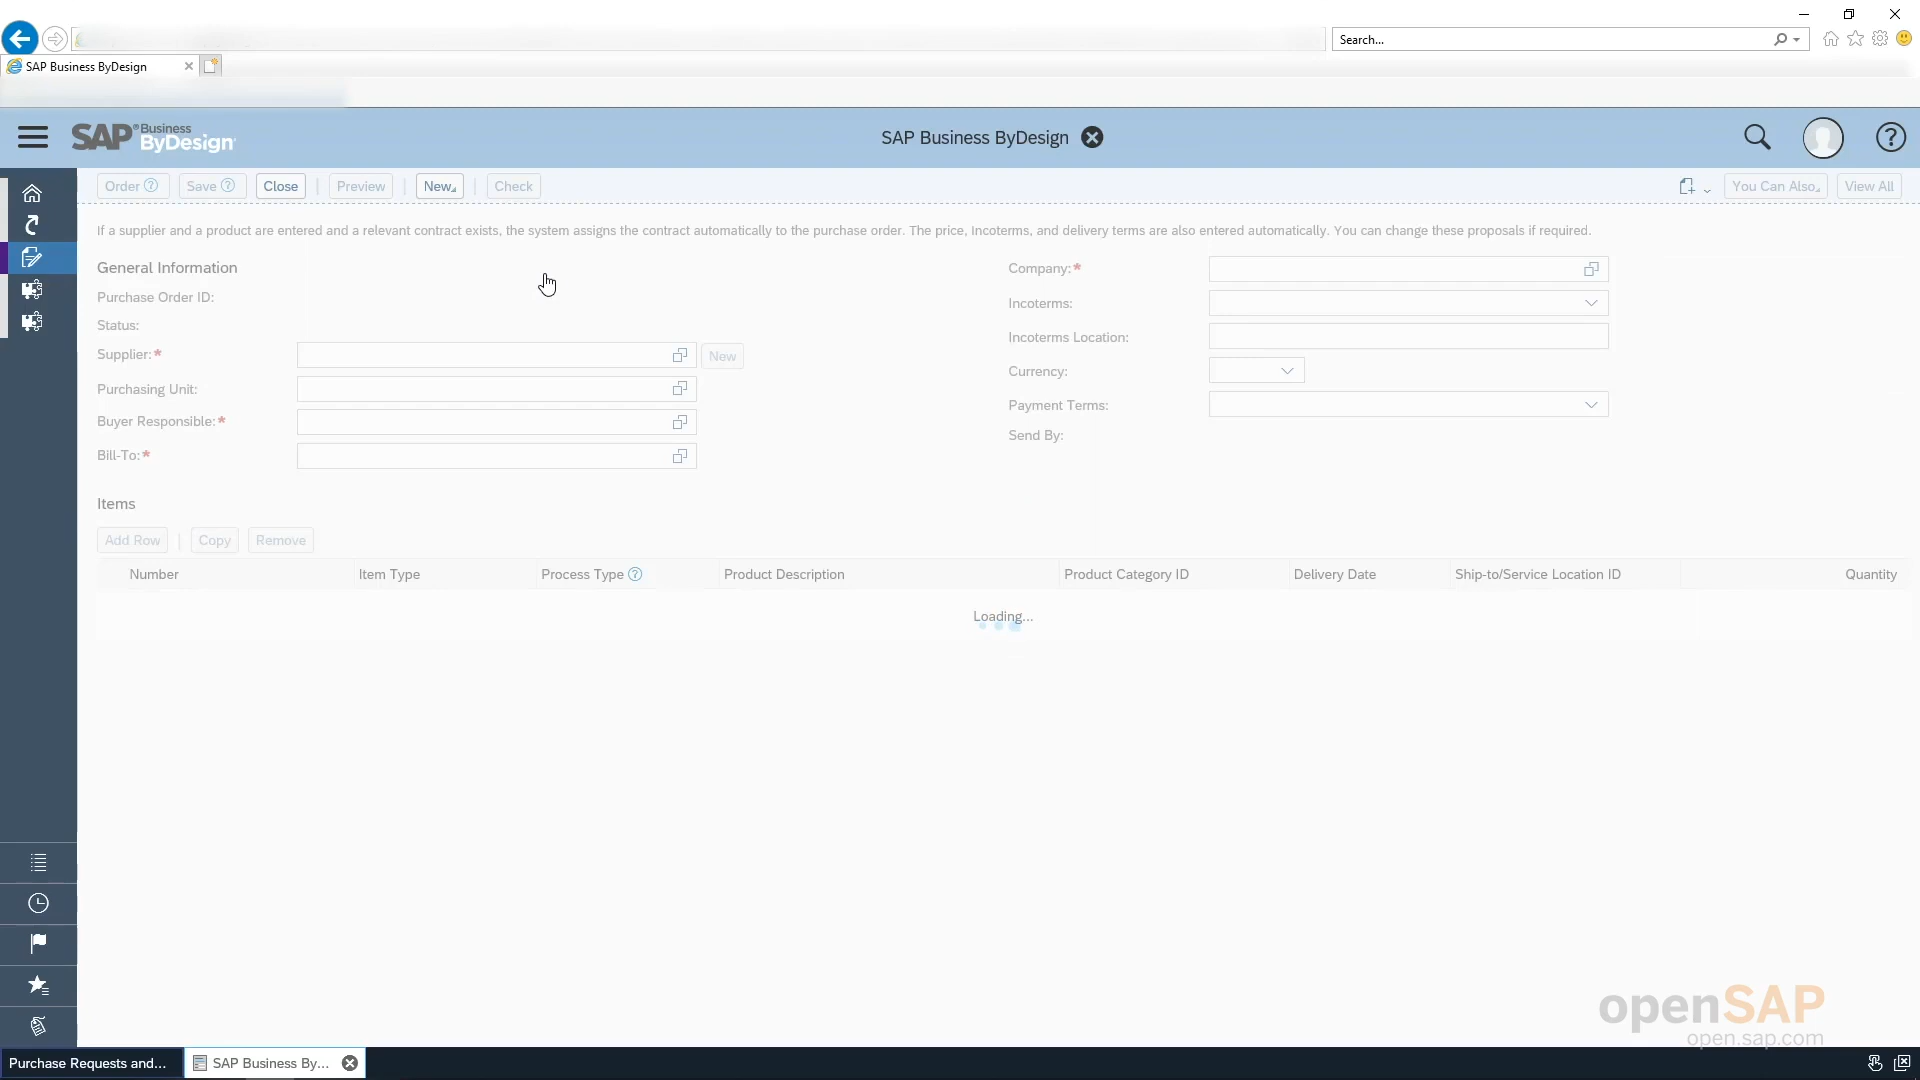 Search...
SAP Business ByDesign
SAP Business ByDesign
SAP Business ByDesign
Order
Save
Close
Preview
New
Check
You Can Also
View All
If a supplier and a product are entered and a relevant contract exists, the system assigns the contract automatically to the purchase order. The price, Incoterms, and delivery terms are also entered automatically. You can change these proposals if required.
General Information
Purchase Order ID:
Status:
Supplier:*
New
Purchasing Unit:
Buyer Responsible:*
Bill-To:*
Company:*
Incoterms:
Incoterms Location:
Currency:
Payment Terms:
Send By:
Items
Add Row
Copy
Remove
Number Item Type Process Type Product Description Product Category ID Delivery Date Ship-to/Service Location ID Quantity
Loading...
openSAP
open.sap.com
Purchase Requests and...
SAP Business By...